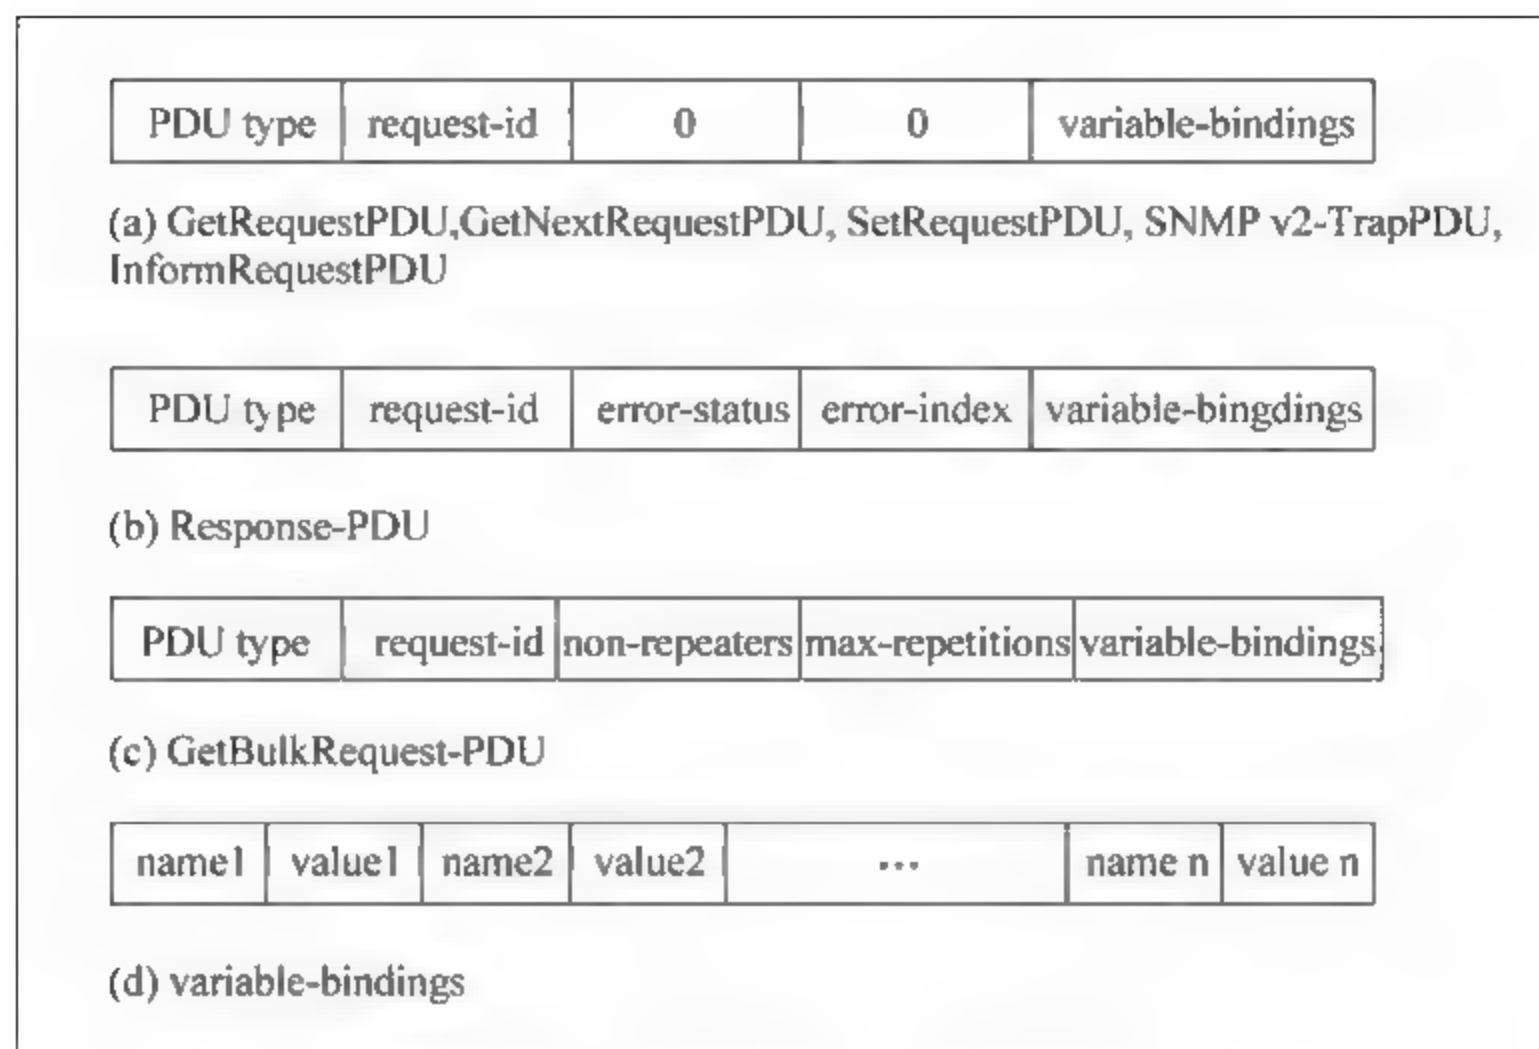 PDU type request-id 0 0 variable-bindings
(a) GetRequestPDU,GetNextRequestPDU, SetRequestPDU, SNMP v2-TrapPDU,
InformRequestPDU
PDU type request-id error-status error-index variable-bingdings
(b) Response-PDU
PDU type request-id non-repeaters max-repetitions variable-bindings
(c) GetBulkRequest-PDU
name1 value1 name2 value2 ··· name n value n
(d) variable-bindings